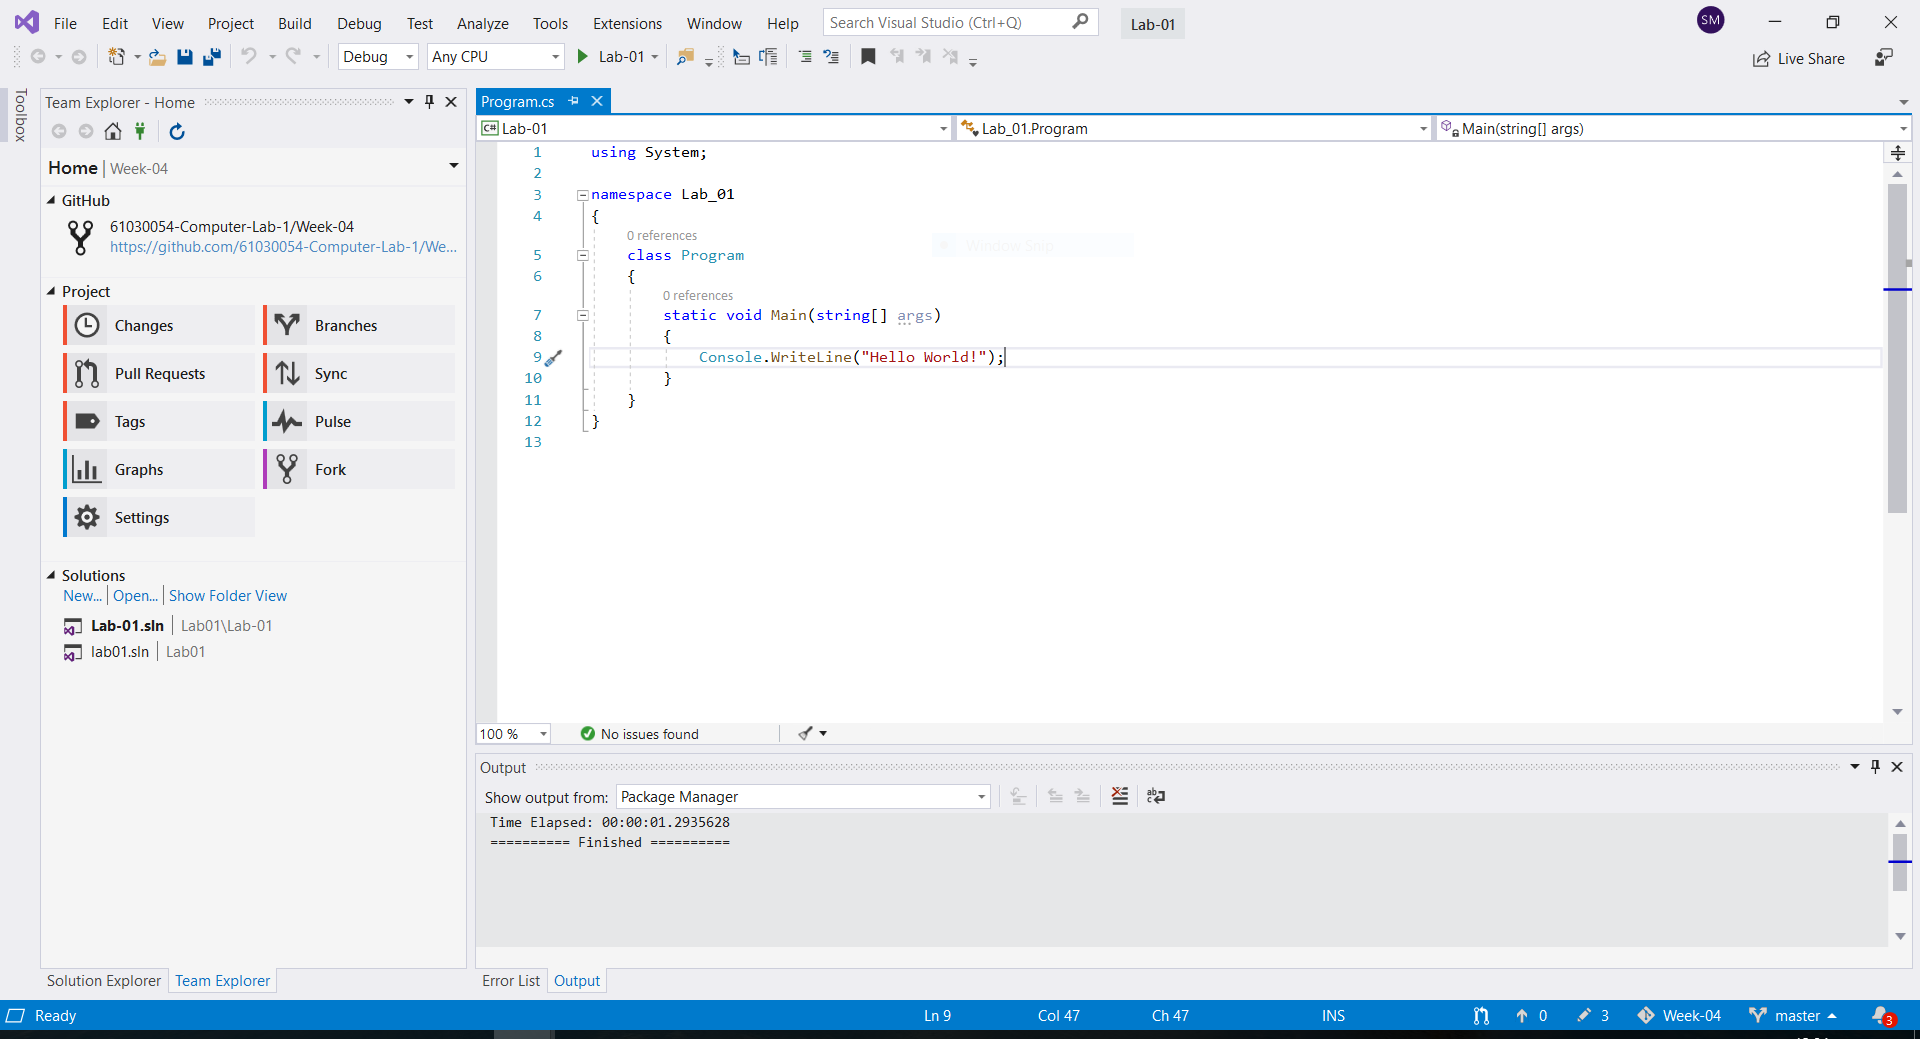 File Edit View Project Build Debug Test Analyze Tools Extensions Window Help Search Visual Studio (Ctrl+Q) Lab-01 SM
Debug Any CPU Lab-01 Live Share
Toolbox
Team Explorer - Home
Home | Week-04
GitHub
61030054-Computer-Lab-1/Week-04
https://github.com/61030054-Computer-Lab-1/We...
Project
Changes Branches
Pull Requests Sync
Tags Pulse
Graphs Fork
Settings
Solutions
New... | Open... | Show Folder View
Lab-01.sln | Lab01\Lab-01
lab01.sln | Lab01
Solution Explorer Team Explorer
Program.cs
C# Lab-01 Lab_01.Program Main(string[] args)
1 using System;
2
3 namespace Lab_01
4 {
0 references
5 class Program
6 {
0 references
7 static void Main(string[] args)
8 {
9 Console.WriteLine("Hello World!");
10 }
11 }
12 }
13
Window Snip
100 % No issues found
Output
Show output from: Package Manager
Time Elapsed: 00:00:01.2935628
========== Finished ==========
Error List Output
Ready Ln 9 Col 47 Ch 47 INS 0 3 Week-04 master 3